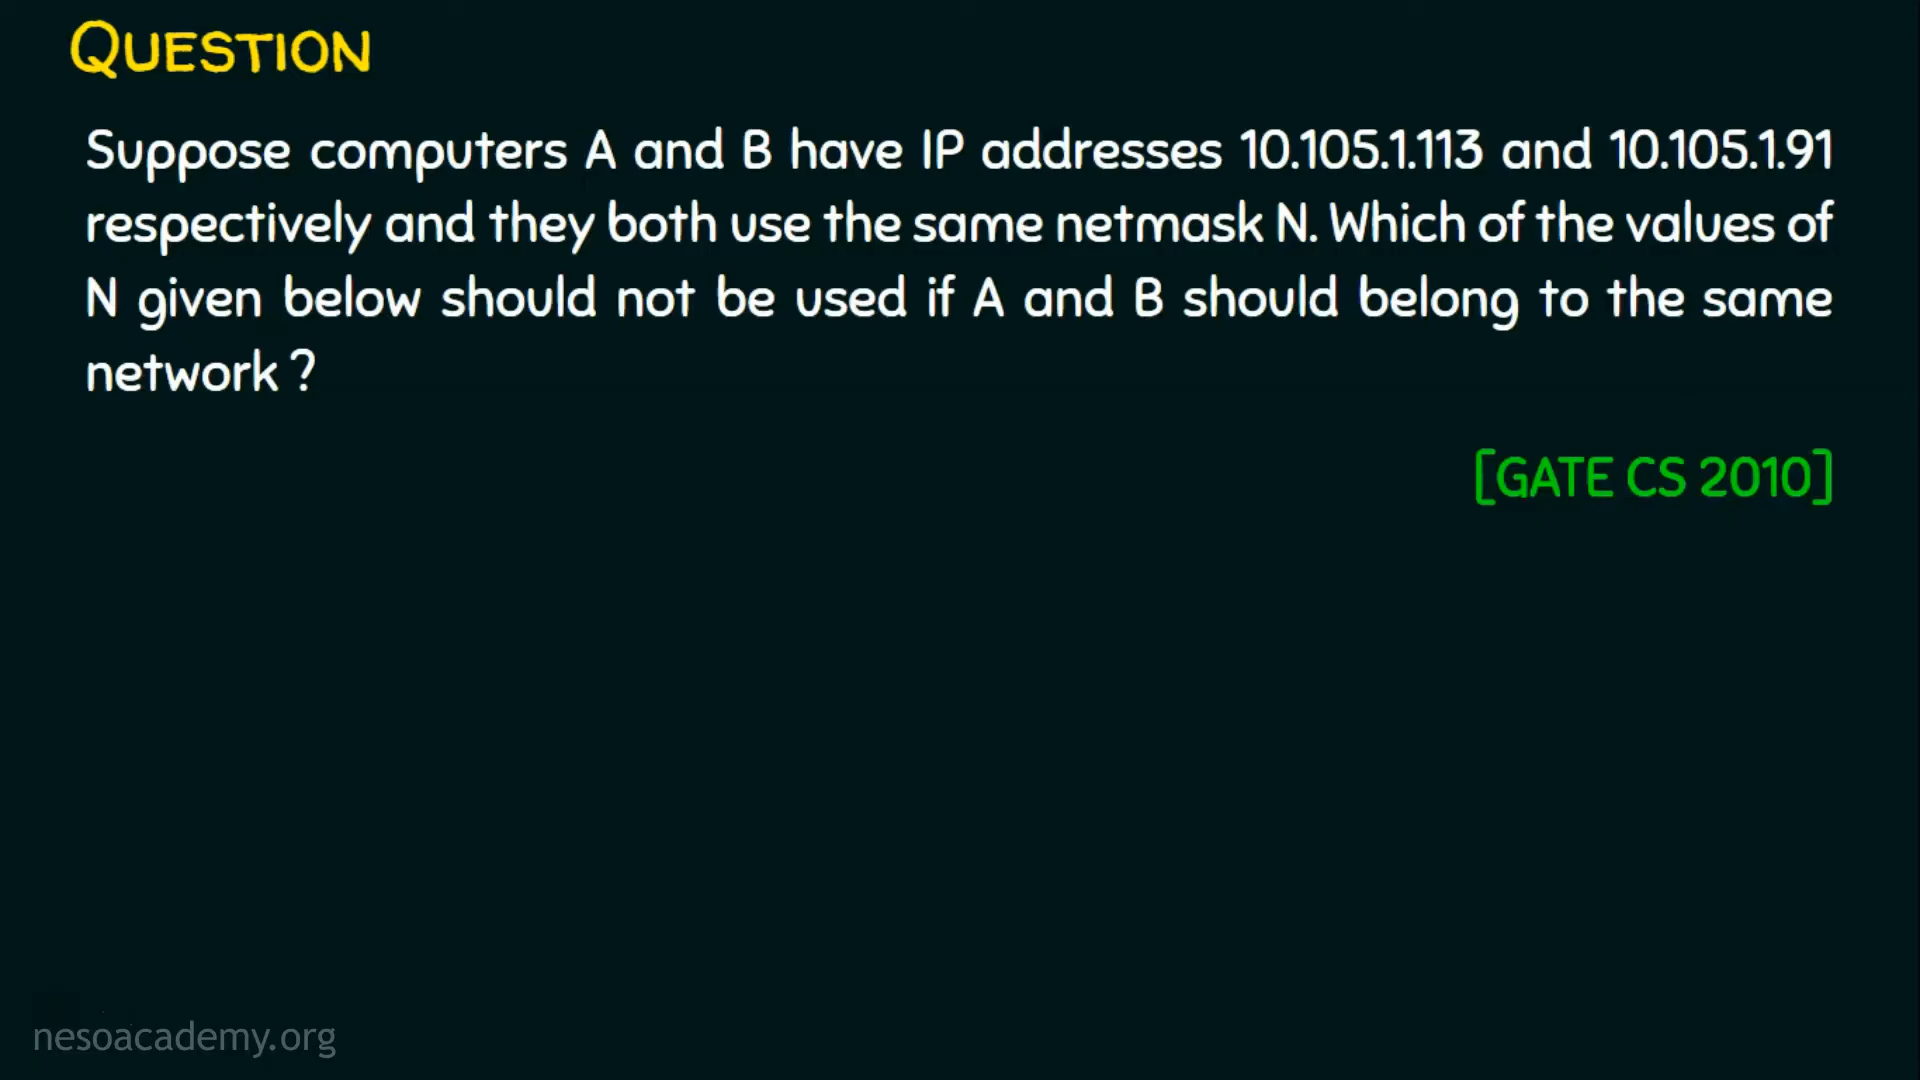 QUESTION
Suppose computers A and B have IP addresses 10.105.1.113 and 10.105.1.91
respectively and they both use the same netmask N. Which of the values of
N given below should not be used if A and B should belong to the same
network ?
[GATE CS 2010]
nesoacademy.org